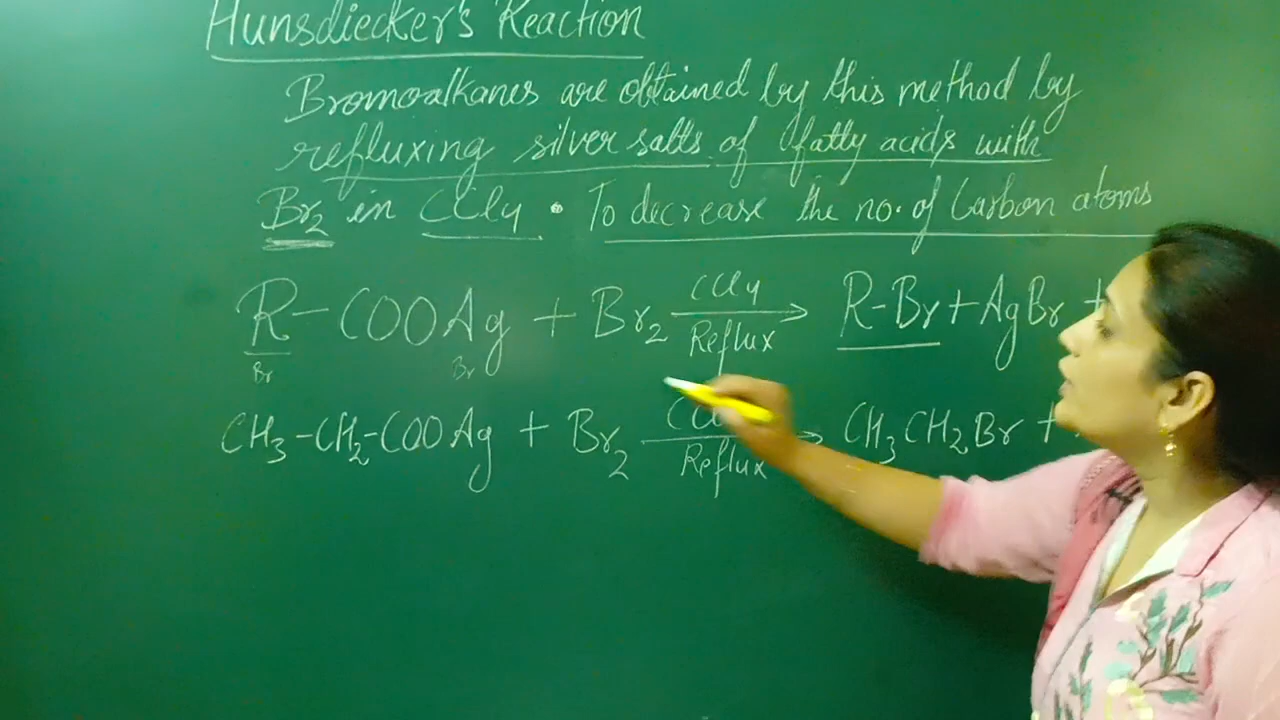 Hunsdiecker's Reaction
Bromoalkanes are obtained by this method by
refluxing silver salts of fatty acids with
Br2 in CCl4 . To decrease the no. of Carbon atoms
R-COOAg + Br2 CCl4 Reflux → R-Br + AgBr +
Br Br
CH3-CH2-COOAg + Br2 Reflux → CH3CH2Br +